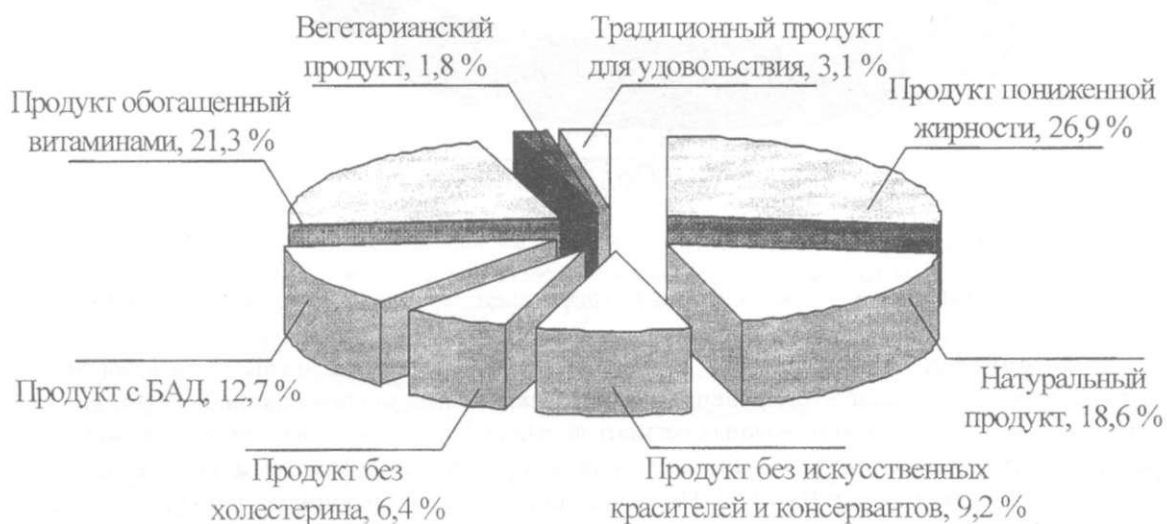 Вегетарианский
продукт, 1,8 %
Традиционный продукт
для удовольствия, 3,1 %
Продукт обогащенный
витаминами, 21,3 %
Продукт пониженной
жирности, 26,9 %
Продукт с БАД, 12,7 %
Натуральный
продукт, 18,6 %
Продукт без
холестерина, 6,4 %
Продукт без искусственных
красителей и консервантов, 9,2 %